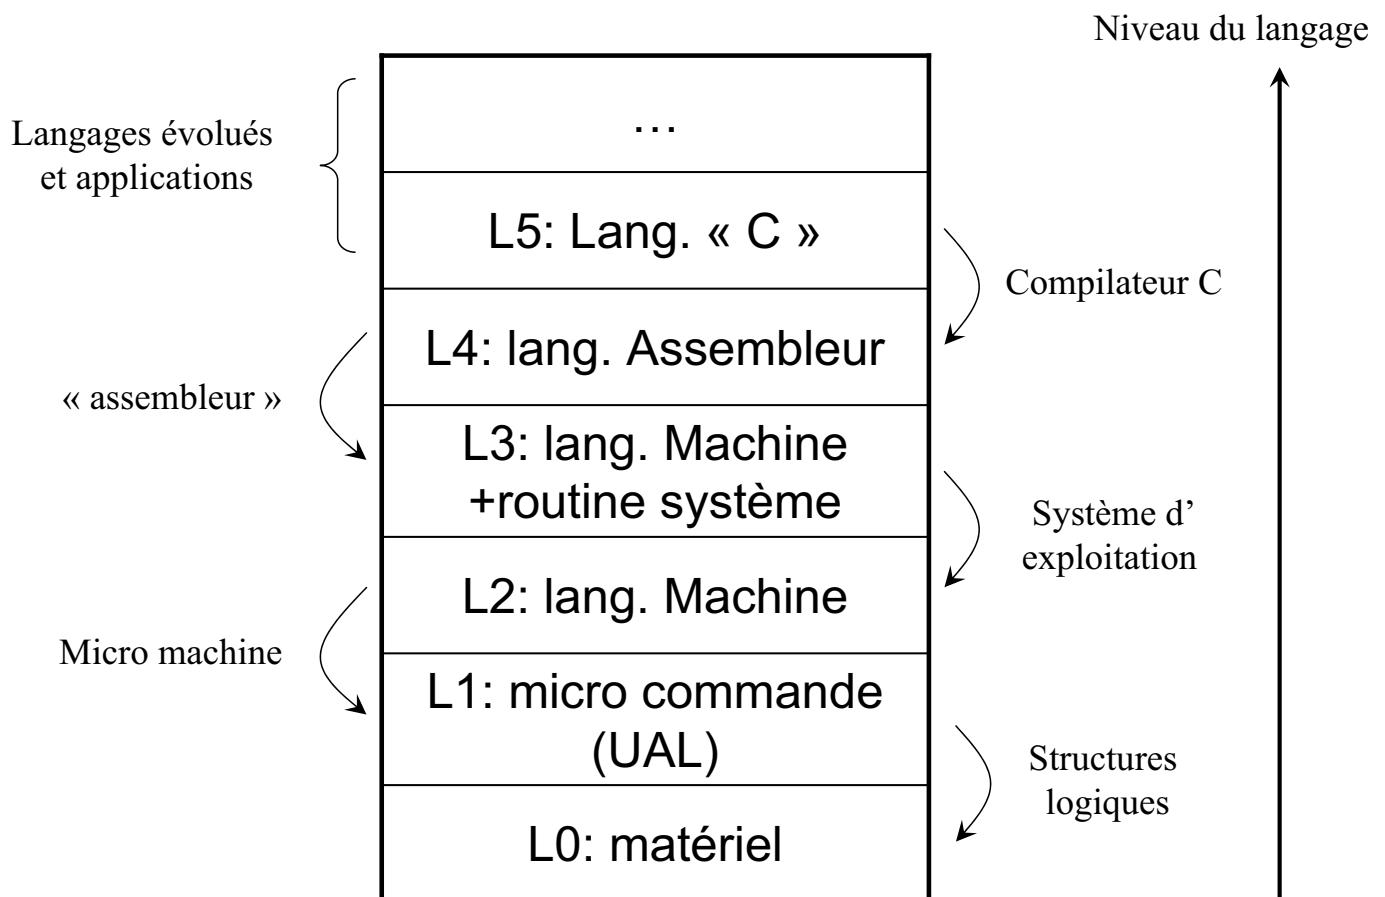 Niveau du langage
Langages évolués
et applications
…
L5: Lang. « C »
Compilateur C
L4: lang. Assembleur
« assembleur »
L3: lang. Machine
+routine système
Système d’
exploitation
L2: lang. Machine
Micro machine
L1: micro commande
(UAL)
Structures
logiques
L0: matériel